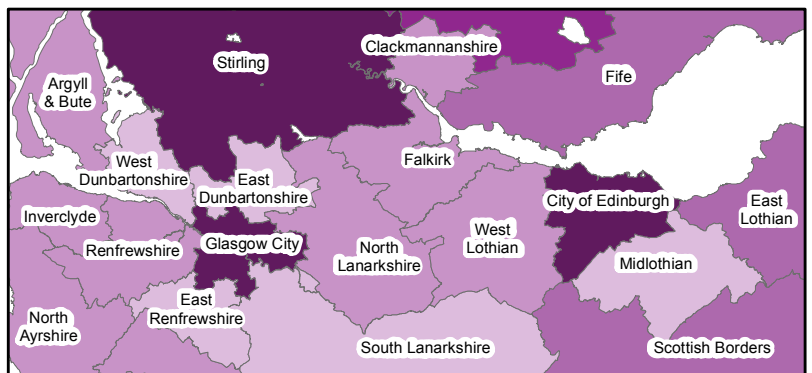 Clackmannanshire
Stirling
Fife
Argyll
& Bute
West
Dunbartonshire
East
Dunbartonshire
Falkirk
City of Edinburgh
East
Lothian
Inverclyde
Renfrewshire
Glasgow City
North
Lanarkshire
West
Lothian
Midlothian
North
Ayrshire
East
Renfrewshire
South Lanarkshire
Scottish Borders